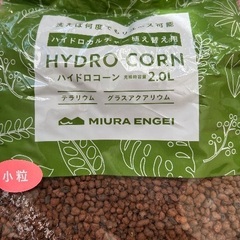 洗えば何度でもリユース可能
ハイドロカルチャー植え替え用
HYDRO CORN
ハイドロコーン
2.0L
テラリウム
グラスアクアリウム
MIURA ENGEI
小粒